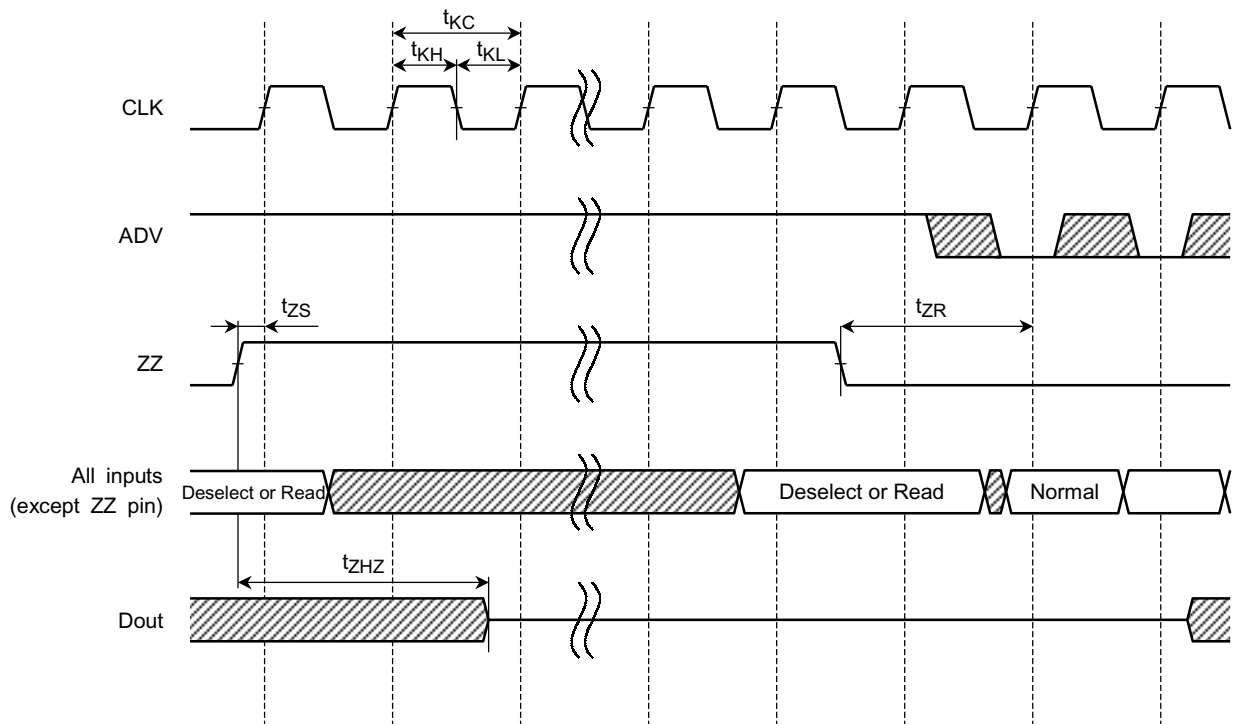 tKC
tKH tKL
CLK
ADV
tZS
tZR
ZZ
All inputs
(except ZZ pin)
Deselect or Read
Deselect or Read
Normal
tZHZ
Dout